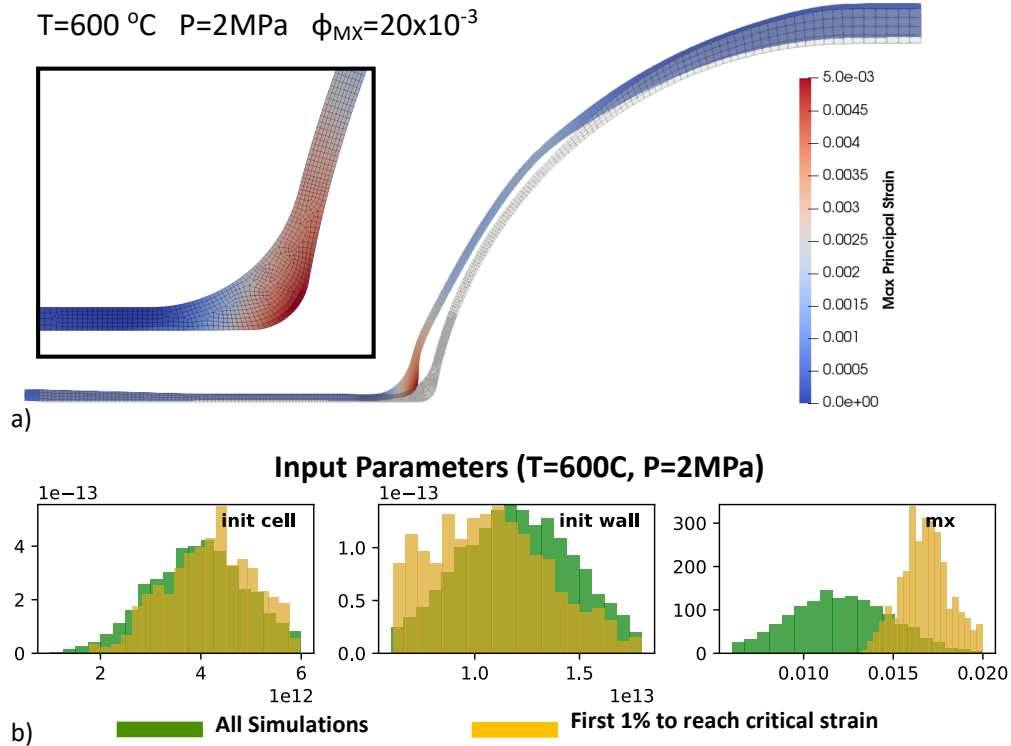 T=600 °C P=2MPa ϕMX=20x10-3
5.0e-03
0.0045
0.004
0.0035
0.003
0.0025
0.002
0.0015
0.001
0.0005
0.0e+00
Max Principal Strain
a)
Input Parameters (T=600C, P=2MPa)
1e−13
init cell
4
2
0
2
4
6
1e12
1e−13
init wall
1.0
0.5
0.0
1.0
1.5
1e13
mx
300
200
100
0
0.010
0.015
0.020
b)
All Simulations
First 1% to reach critical strain